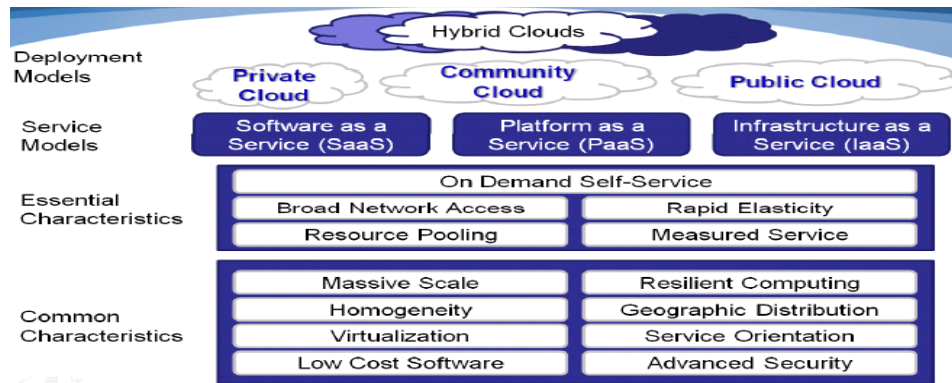 Hybrid Clouds
Deployment
Models
Private
Cloud
Community
Cloud
Public Cloud
Service
Models
Software as a
Service (SaaS)
Platform as a
Service (PaaS)
Infrastructure as a
Service (IaaS)
Essential
Characteristics
On Demand Self-Service
Broad Network Access
Rapid Elasticity
Resource Pooling
Measured Service
Common
Characteristics
Massive Scale
Resilient Computing
Homogeneity
Geographic Distribution
Virtualization
Service Orientation
Low Cost Software
Advanced Security